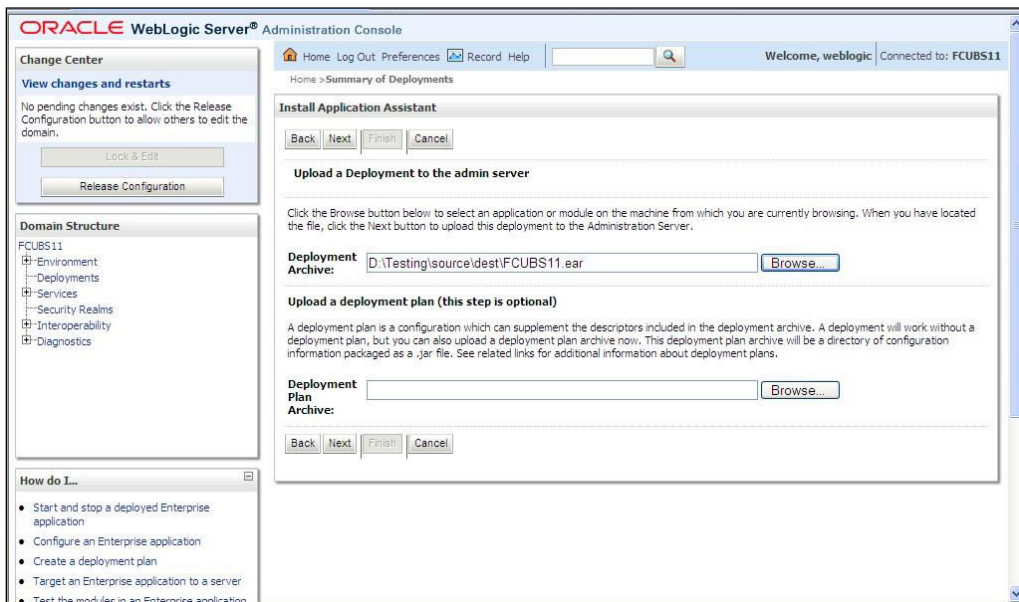 ORACLE WebLogic Server® Administration Console
Change Center
View changes and restarts
No pending changes exist. Click the Release
Configuration button to allow others to edit the
domain.
Lock & Edit
Release Configuration
Domain Structure
FCUBS11
Environment
Deployments
Services
Security Realms
Interoperability
Diagnostics
How do I...
Start and stop a deployed Enterprise
application
Configure an Enterprise application
Create a deployment plan
Target an Enterprise application to a server
Test the modules in an Enterprise application
Home Log Out Preferences Record Help
Welcome, weblogic Connected to: FCUBS11
Home >Summary of Deployments
Install Application Assistant
Back Next Finish Cancel
Upload a Deployment to the admin server
Click the Browse button below to select an application or module on the machine from which you are currently browsing. When you have located
the file, click the Next button to upload this deployment to the Administration Server.
Deployment
Archive: D:\Testing\source\dest\FCUBS11.ear Browse...
Upload a deployment plan (this step is optional)
A deployment plan is a configuration which can supplement the descriptors included in the deployment archive. A deployment will work without a
deployment plan, but you can also upload a deployment plan archive now. This deployment plan archive will be a directory of configuration
information packaged as a .jar file. See related links for additional information about deployment plans.
Deployment
Plan
Archive: Browse...
Back Next Finish Cancel